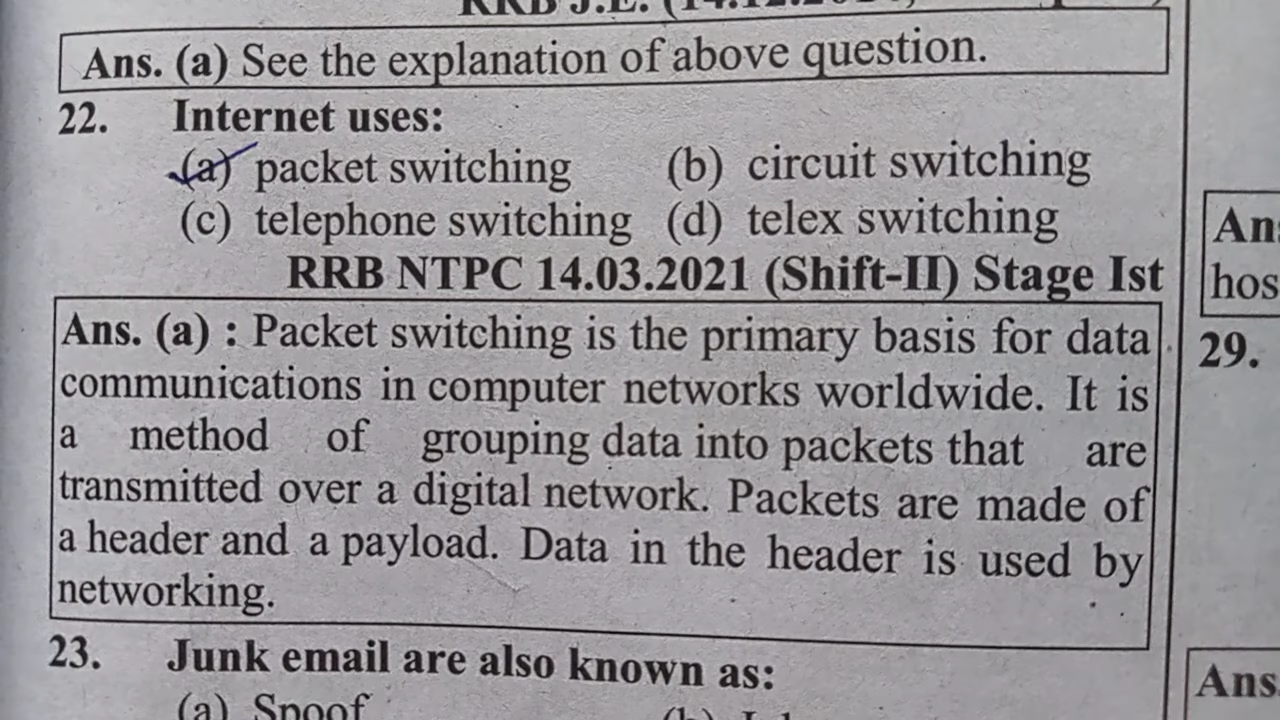 Ans. (a) See the explanation of above question.
22. Internet uses:
(a) packet switching (b) circuit switching
(c) telephone switching (d) telex switching
RRB NTPC 14.03.2021 (Shift-II) Stage Ist
Ans. (a) : Packet switching is the primary basis for data
communications in computer networks worldwide. It is
a method of grouping data into packets that are
transmitted over a digital network. Packets are made of
a header and a payload. Data in the header is used by
networking.
23. Junk email are also known as:
(a) Spoof (b)
An
hos
29.
Ans.